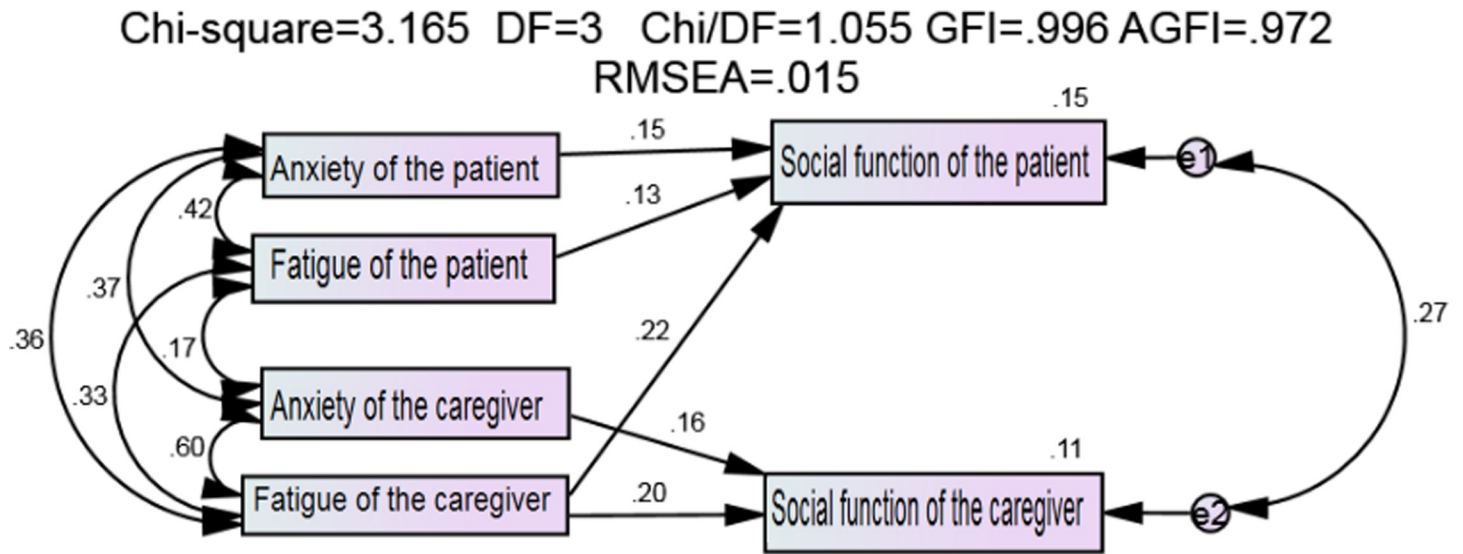 Chi-square=3.165 DF=3 Chi/DF=1.055 GFI=.996 AGFI=.972
RMSEA=.015
.15
Anxiety of the patient
.15
Social function of the patient
e1
.42
.13
Fatigue of the patient
.37
.36
.17
.33
.22
.27
Anxiety of the caregiver
.16
.60
.11
Fatigue of the caregiver
.20
Social function of the caregiver
e2